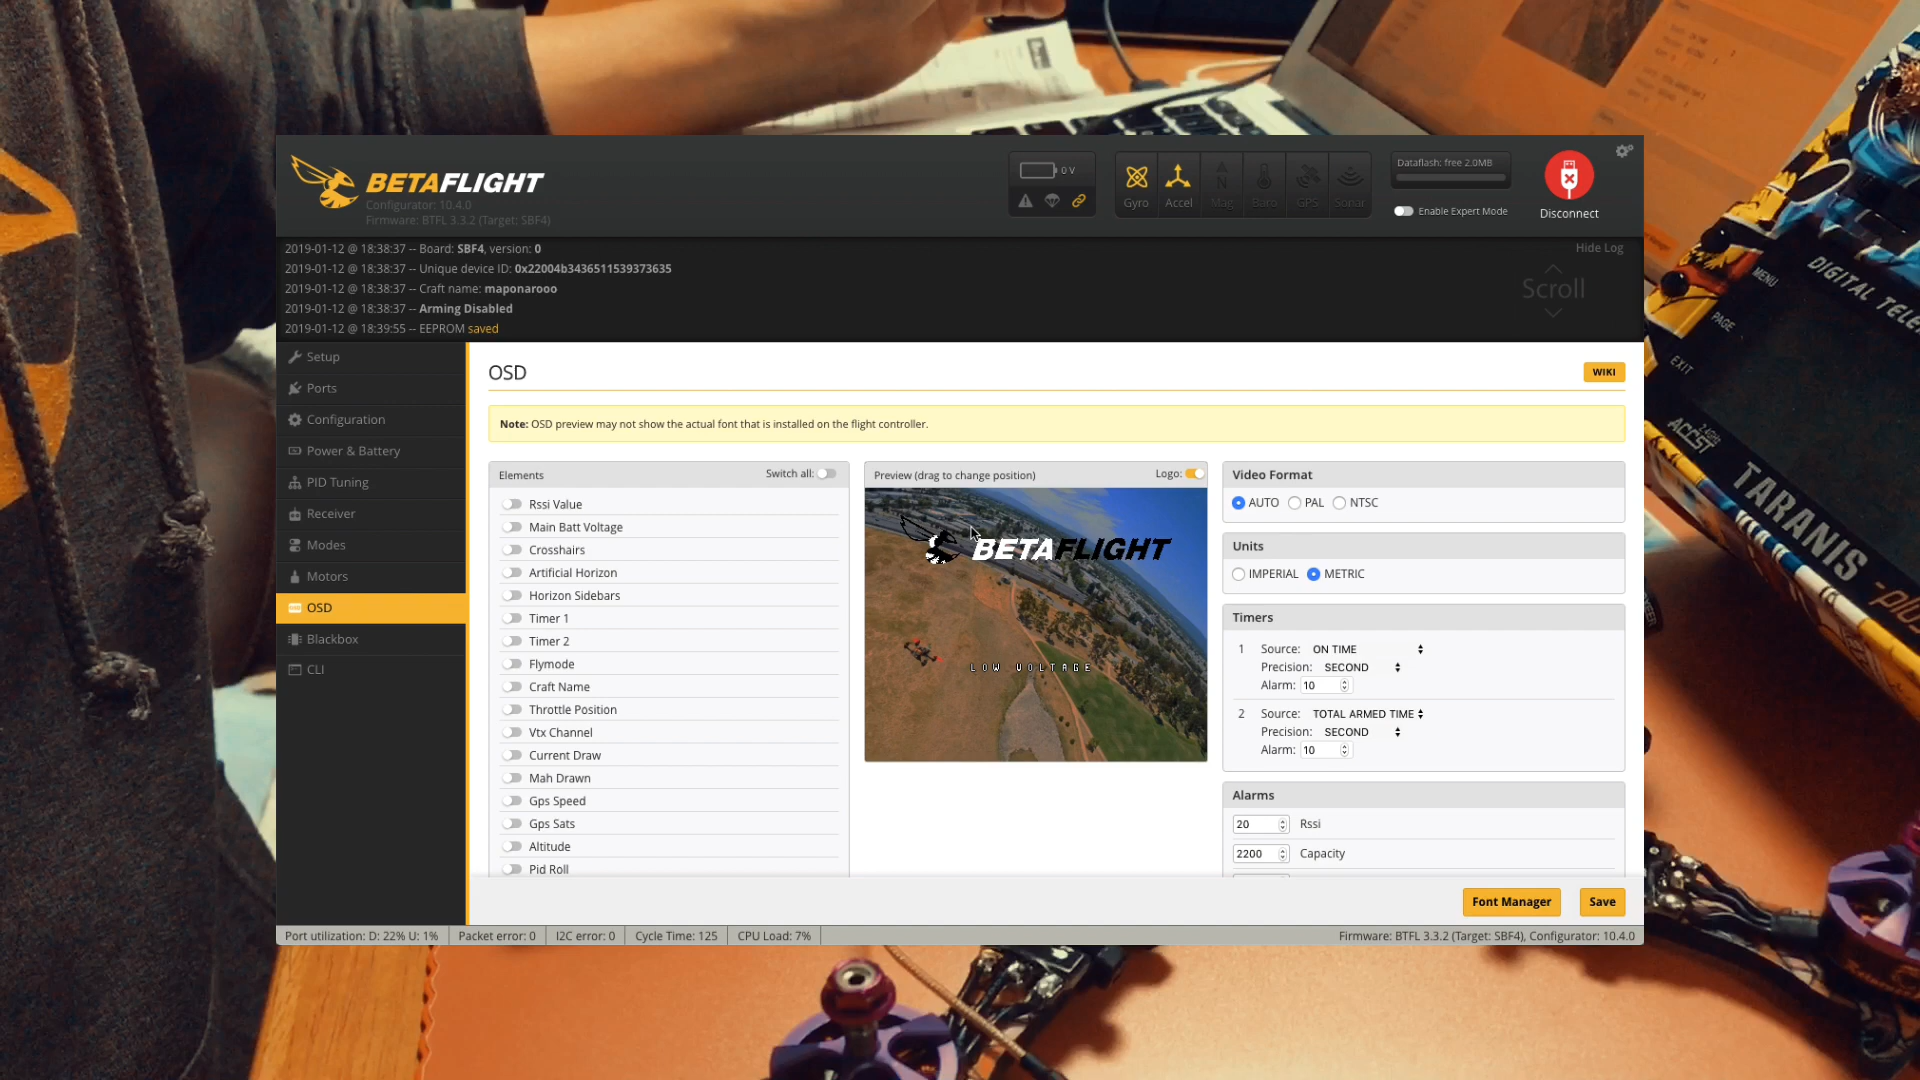 BETAFLIGHT
Configurator: 10.4.0
Firmware: BTFL 3.3.2 (Target: SBF4)
0 V
Gyro
Accel
Mag
Baro
GPS
Sonar
Dataflash: free 2.0MB
Enable Expert Mode
Disconnect
2019-01-12 @ 18:38:37 -- Board: SBF4, version: 0
2019-01-12 @ 18:38:37 -- Unique device ID: 0x22004b3436511539373635
2019-01-12 @ 18:38:37 -- Craft name: maponarooo
2019-01-12 @ 18:38:37 -- Arming Disabled
2019-01-12 @ 18:39:55 -- EEPROM saved
Hide Log
Scroll
Setup
Ports
Configuration
Power & Battery
PID Tuning
Receiver
Modes
Motors
OSD
Blackbox
CLI
OSD
WIKI
Note: OSD preview may not show the actual font that is installed on the flight controller.
Elements
Switch all:
Rssi Value
Main Batt Voltage
Crosshairs
Artificial Horizon
Horizon Sidebars
Timer 1
Timer 2
Flymode
Craft Name
Throttle Position
Vtx Channel
Current Draw
Mah Drawn
Gps Speed
Gps Sats
Altitude
Pid Roll
Preview (drag to change position)
Logo:
BETAFLIGHT
LOW VOLTAGE
Video Format
AUTO PAL NTSC
Units
IMPERIAL METRIC
Timers
1 Source: ON TIME
Precision: SECOND
Alarm: 10
2 Source: TOTAL ARMED TIME
Precision: SECOND
Alarm: 10
Alarms
20 Rssi
2200 Capacity
Font Manager
Save
Port utilization: D: 22% U: 1%
Packet error: 0
I2C error: 0
Cycle Time: 125
CPU Load: 7%
Firmware: BTFL 3.3.2 (Target: SBF4), Configurator: 10.4.0
MENU
PAGE
EXIT
DIGITAL TELE
2.4GHz
ACCST
TARANIS